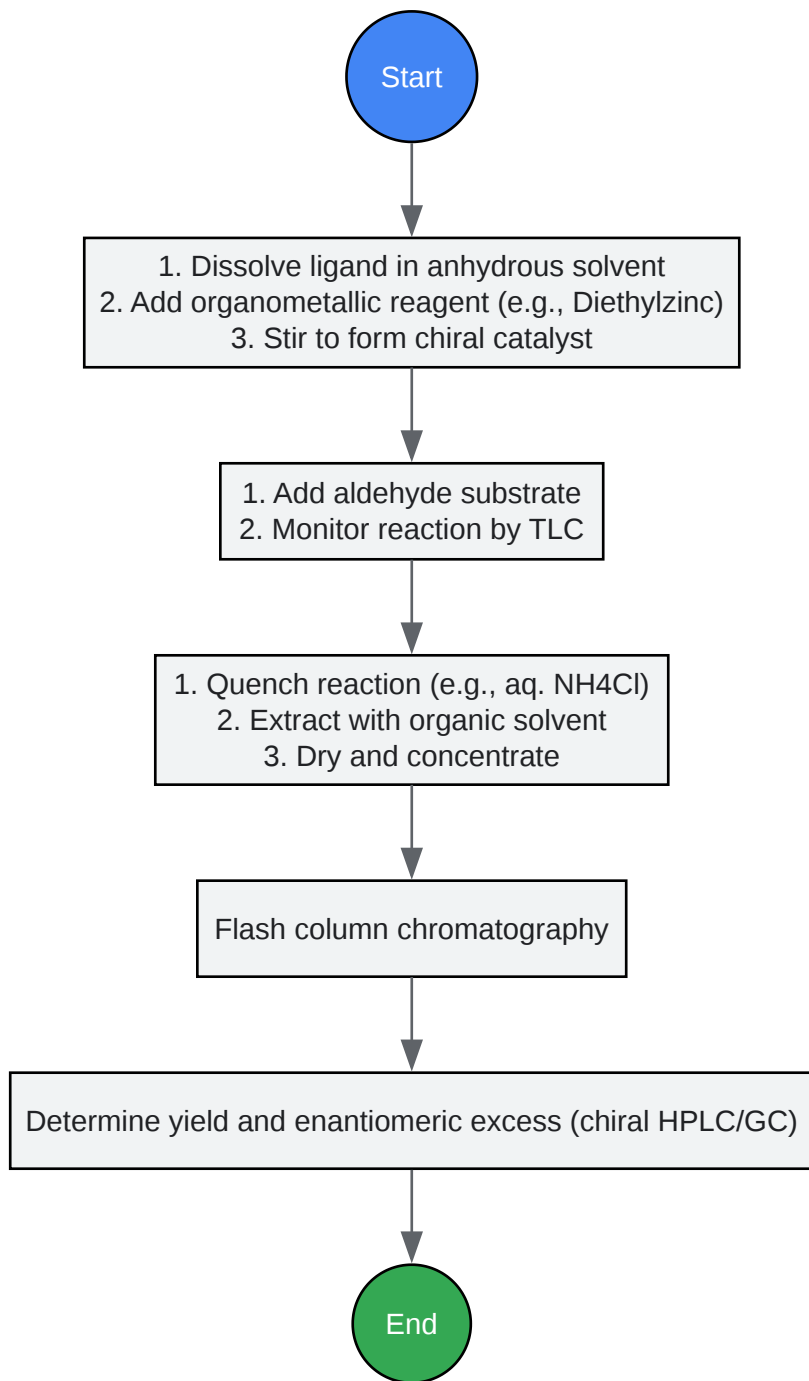 Start
1. Dissolve ligand in anhydrous solvent
2. Add organometallic reagent (e.g., Diethylzinc)
3. Stir to form chiral catalyst
1. Add aldehyde substrate
2. Monitor reaction by TLC
1. Quench reaction (e.g., aq. NH4Cl)
2. Extract with organic solvent
3. Dry and concentrate
Flash column chromatography
Determine yield and enantiomeric excess (chiral HPLC/GC)
End